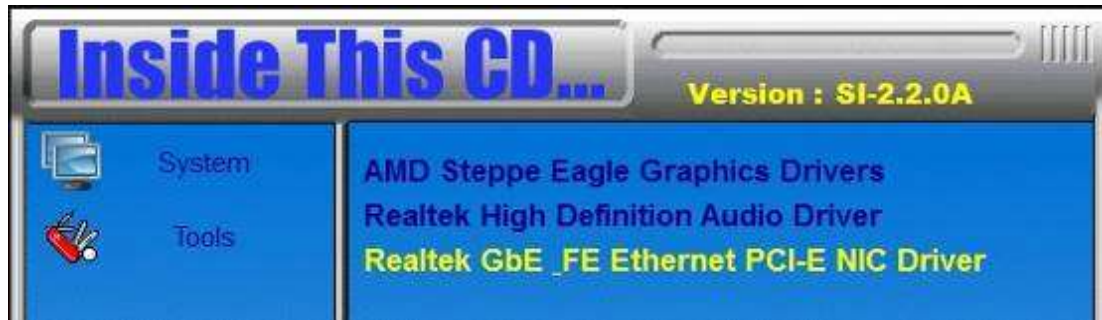 Inside This CD...
Version : SI-2.2.0A
System
Tools
AMD Steppe Eagle Graphics Drivers
Realtek High Definition Audio Driver
Realtek GbE _FE Ethernet PCI-E NIC Driver